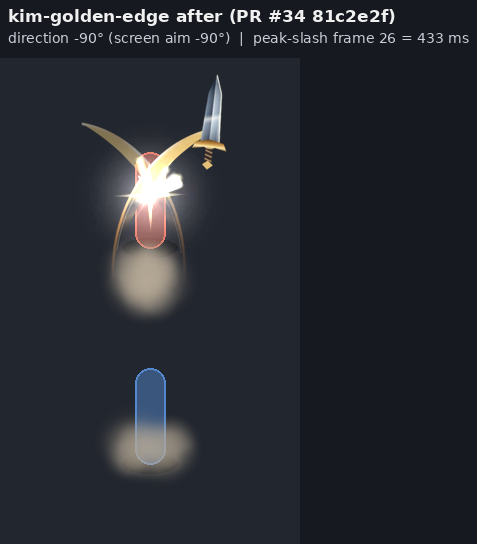 kim-golden-edge after (PR #34 81c2e2f)
direction -90° (screen aim -90°)  |  peak-slash frame 26 = 433 ms